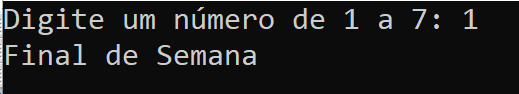 Digite um número de 1 a 7: 1
Final de Semana